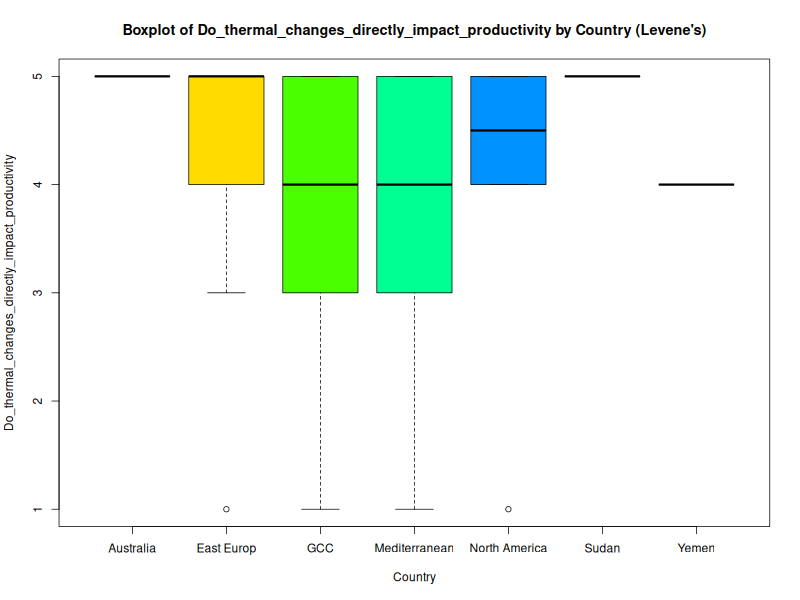 Boxplot of Do_thermal_changes_directly_impact_productivity by Country (Levene's)
Do_thermal_changes_directly_impact_productivity
5
4
3
2
1
Australia East Europ GCC Mediterranean North America Sudan Yemen
Country